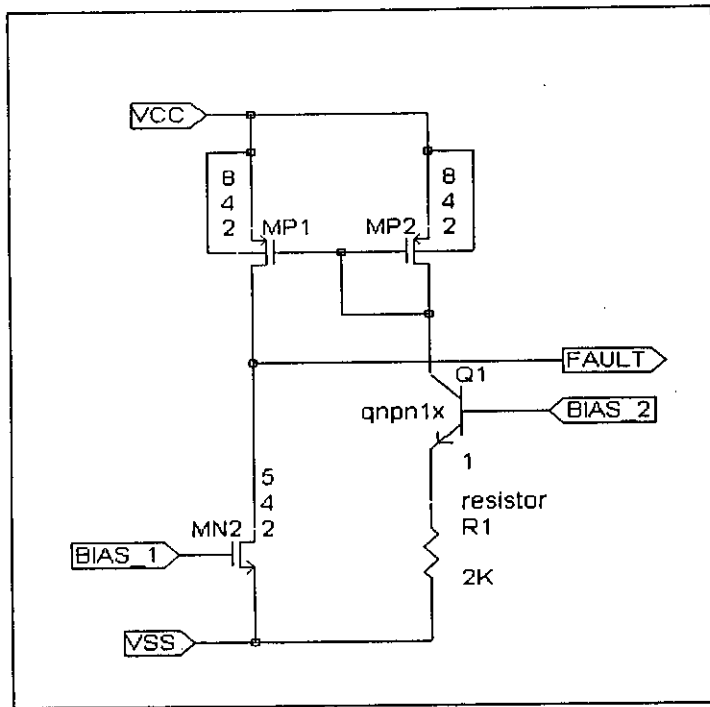 VCC
8
4
2
MP1
MP2
8
4
2
FAULT
Q1
qnpn1x
BIAS_2
1
5
4
2
MN2
BIAS_1
resistor
R1
2K
VSS